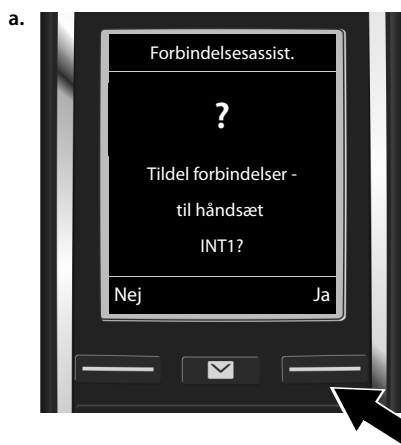 a.
Forbindelsesassist.
?
Tildel forbindelser -
til håndsæt
INT1?
Nej Ja